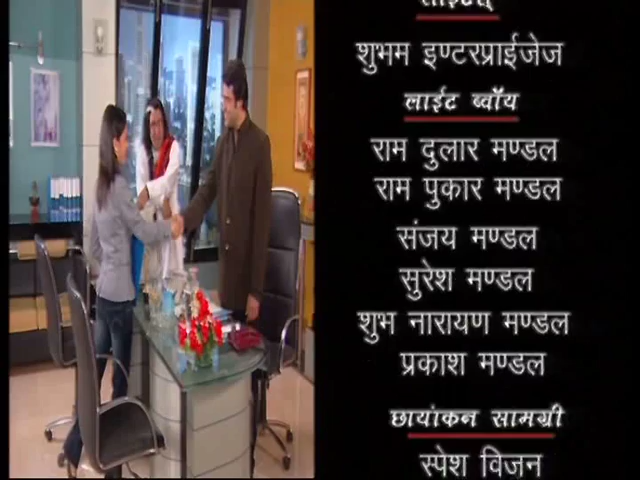 लाईट्स्
शुभम इण्टरप्राईजेज
लाईट ब्वॉय
राम दुलार मण्डल
राम पुकार मण्डल
संजय मण्डल
सुरेश मण्डल
शुभ नारायण मण्डल
प्रकाश मण्डल
छायांकन सामग्री
स्पेश विजन